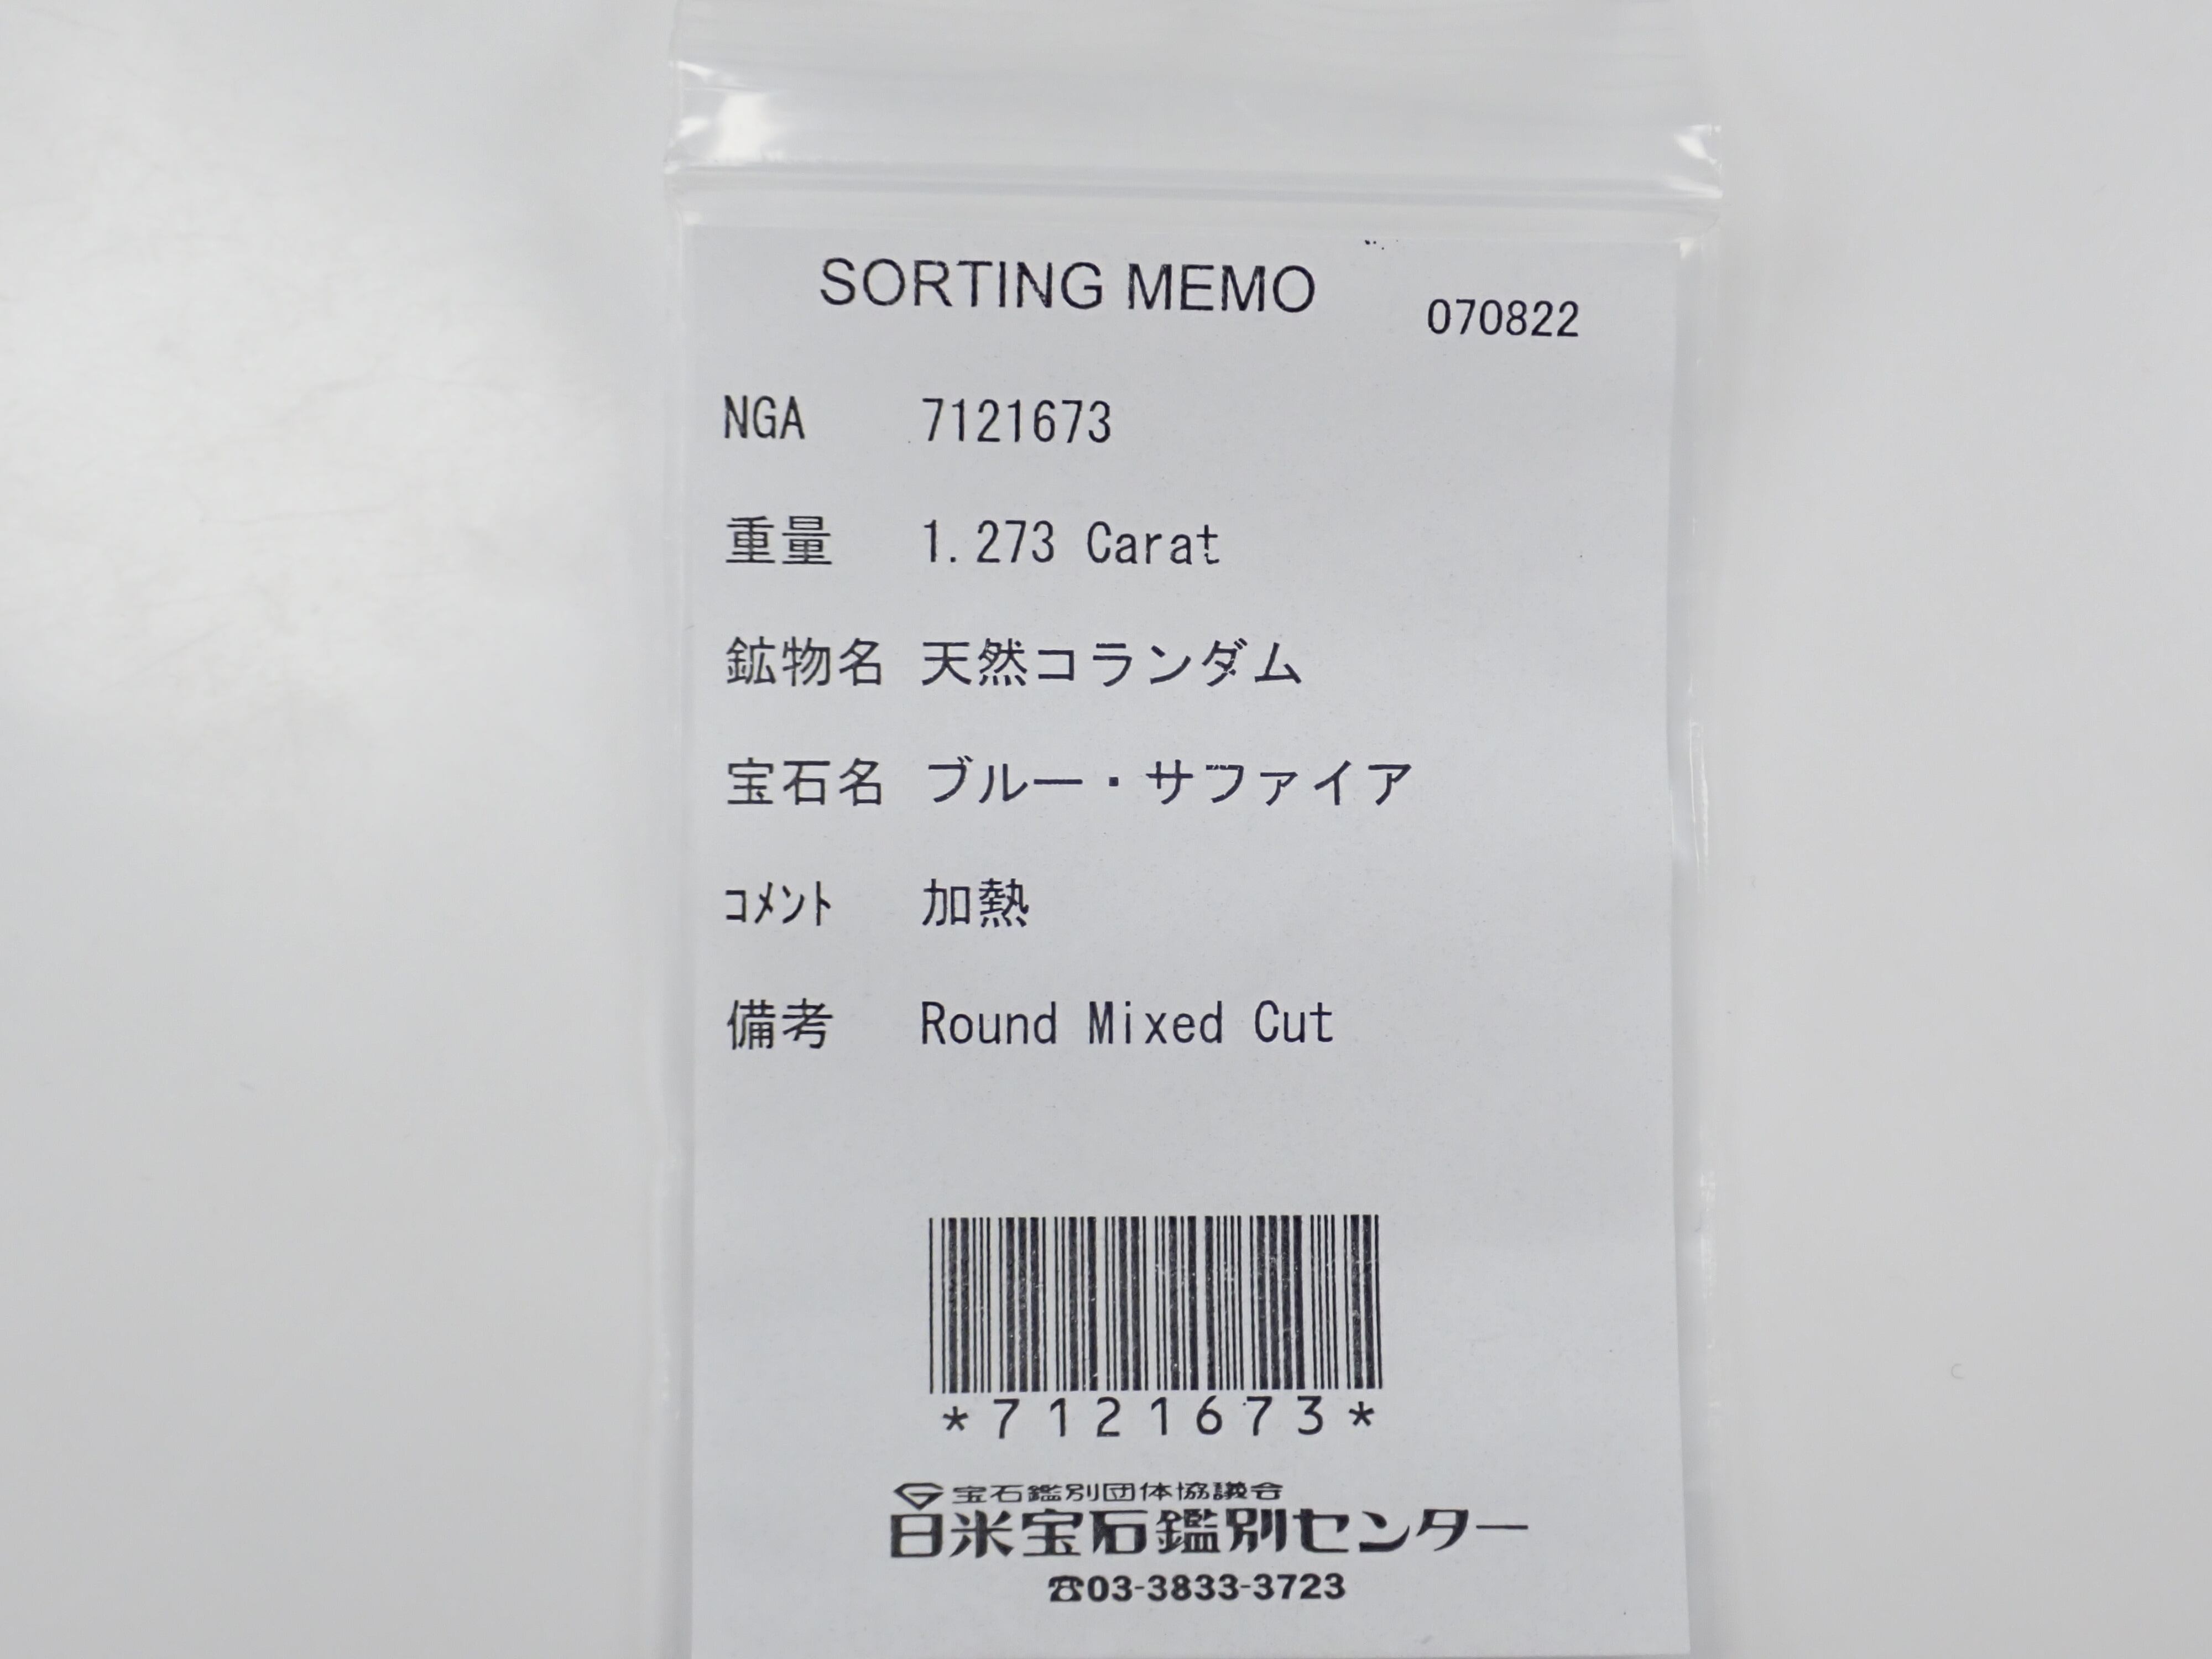 SORTING MEMO 070822
NGA 7121673
重量 1.273 Carat
鉱物名 天然コランダム
宝石名 ブルー・サファイア
ｺﾒﾝﾄ 加熱
備考 Round Mixed Cut
*7121673*
宝石鑑別団体協議会
日米宝石鑑別センター
☎03-3833-3723